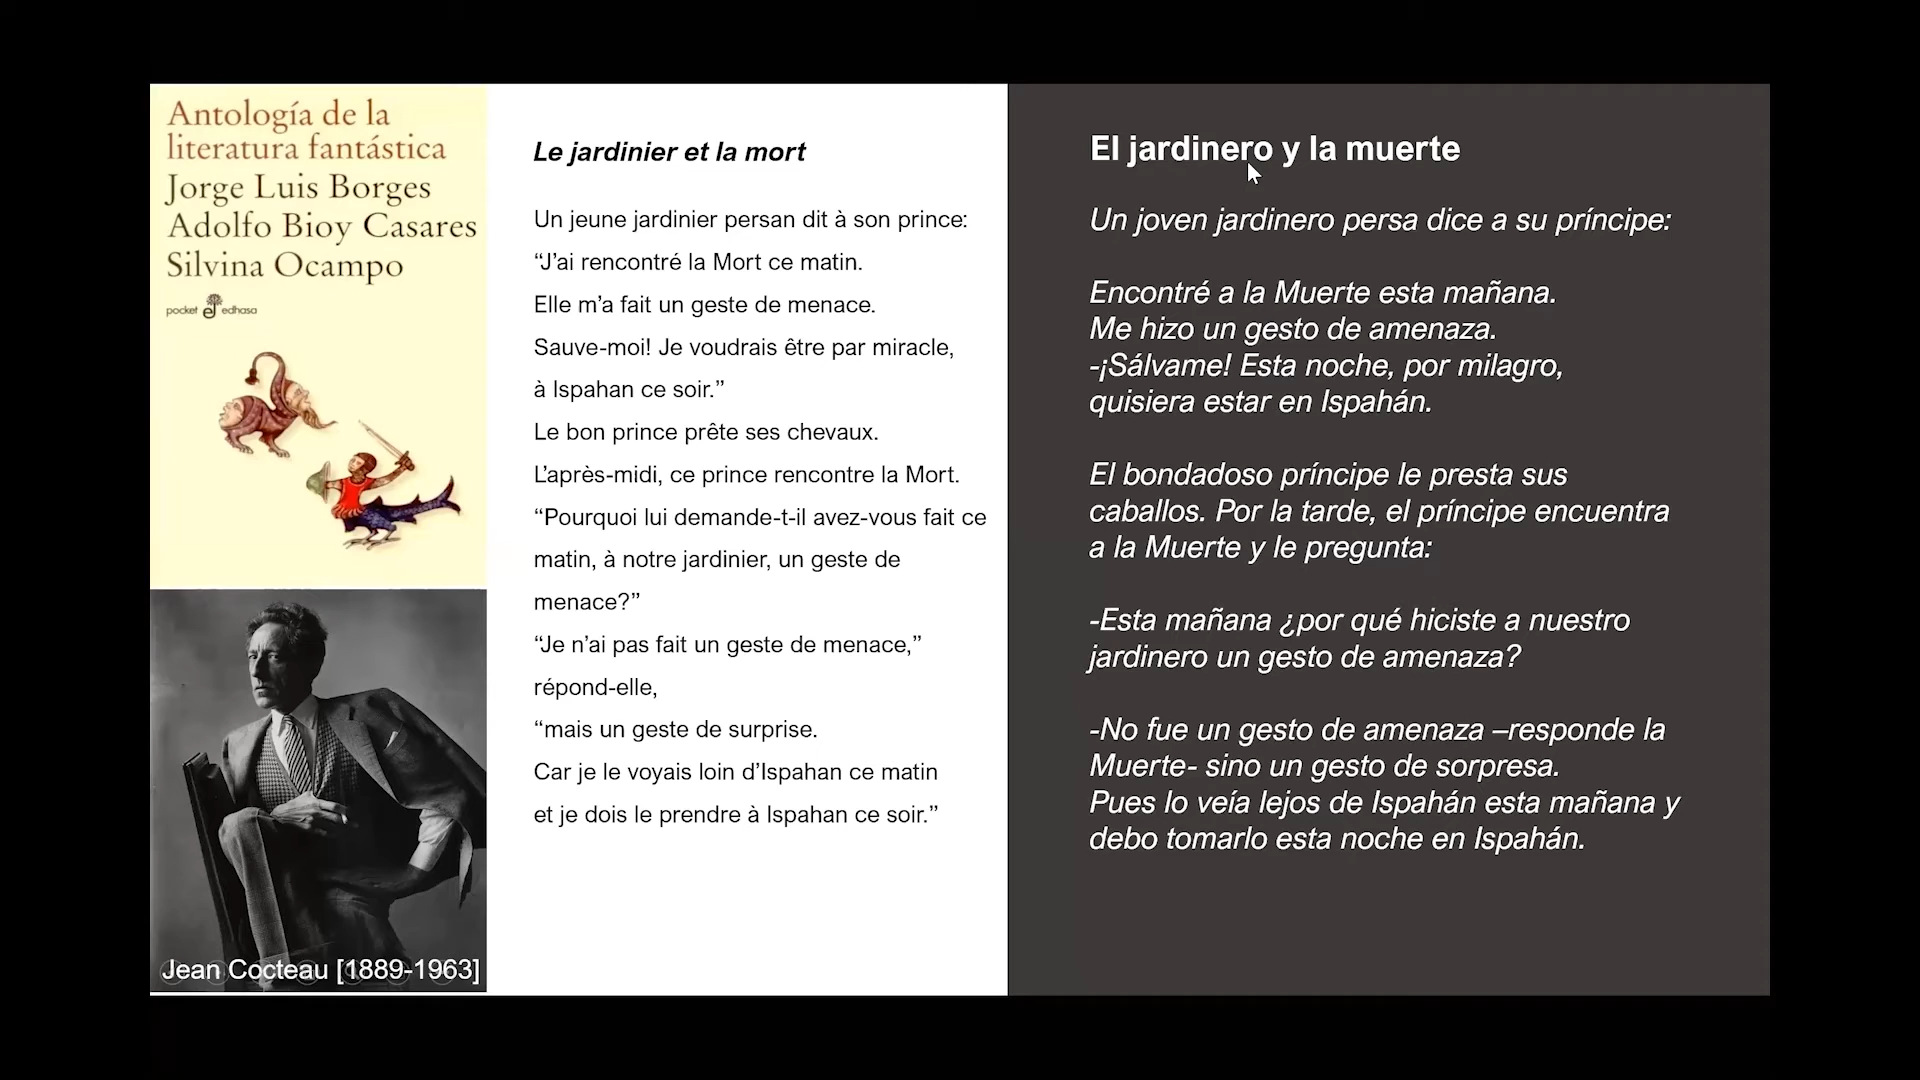 Antología de la
literatura fantástica
Jorge Luis Borges
Adolfo Bioy Casares
Silvina Ocampo
pocket edhasa
Jean Cocteau [1889-1963]
Le jardinier et la mort
Un jeune jardinier persan dit à son prince:
“J’ai rencontré la Mort ce matin.
Elle m’a fait un geste de menace.
Sauve-moi! Je voudrais être par miracle,
à Ispahan ce soir.”
Le bon prince prête ses chevaux.
L’après-midi, ce prince rencontre la Mort.
“Pourquoi lui demande-t-il avez-vous fait ce
matin, à notre jardinier, un geste de
menace?”
“Je n’ai pas fait un geste de menace,”
répond-elle,
“mais un geste de surprise.
Car je le voyais loin d’Ispahan ce matin
et je dois le prendre à Ispahan ce soir.”
El jardinero y la muerte
Un joven jardinero persa dice a su príncipe:
Encontré a la Muerte esta mañana.
Me hizo un gesto de amenaza.
-¡Sálvame! Esta noche, por milagro,
quisiera estar en Ispahán.
El bondadoso príncipe le presta sus
caballos. Por la tarde, el príncipe encuentra
a la Muerte y le pregunta:
-Esta mañana ¿por qué hiciste a nuestro
jardinero un gesto de amenaza?
-No fue un gesto de amenaza –responde la
Muerte- sino un gesto de sorpresa.
Pues lo veía lejos de Ispahán esta mañana y
debo tomarlo esta noche en Ispahán.